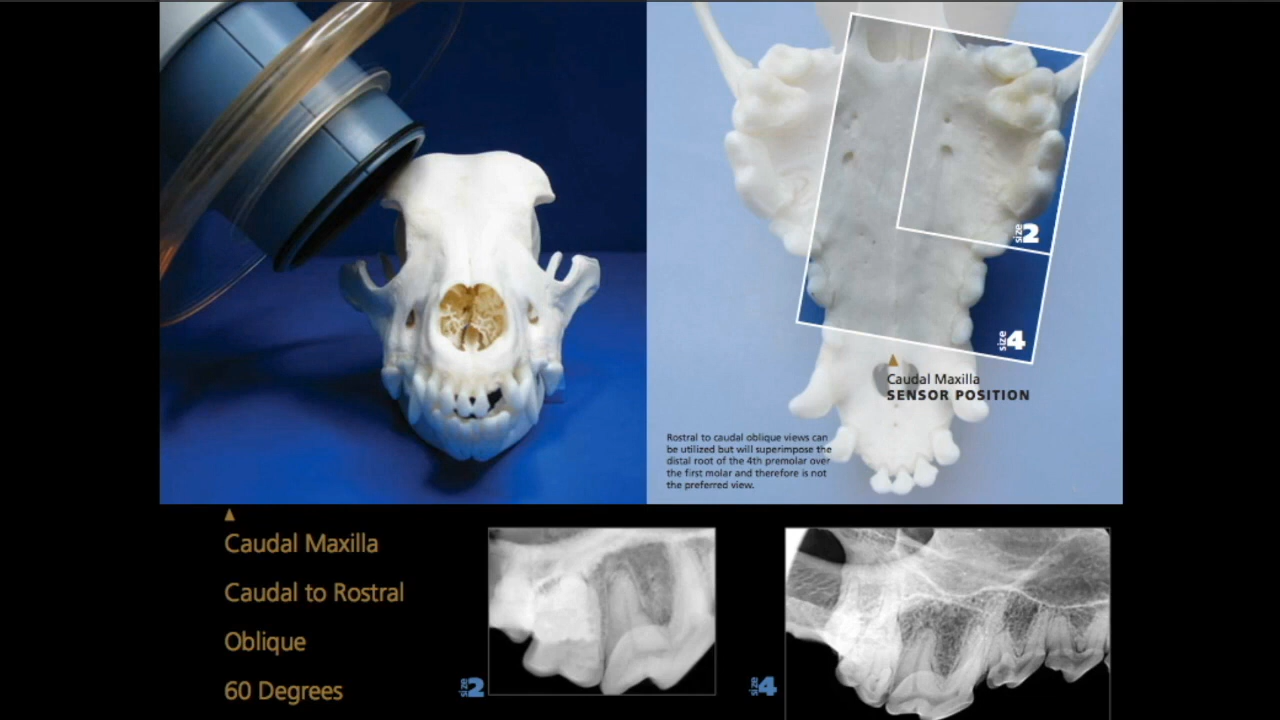 size 2
size 4
Caudal Maxilla
SENSOR POSITION
Rostral to caudal oblique views can
be utilized but will superimpose the
distal root of the 4th premolar over
the first molar and therefore is not
the preferred view.
Caudal Maxilla
Caudal to Rostral
Oblique
60 Degrees
size 2
size 4